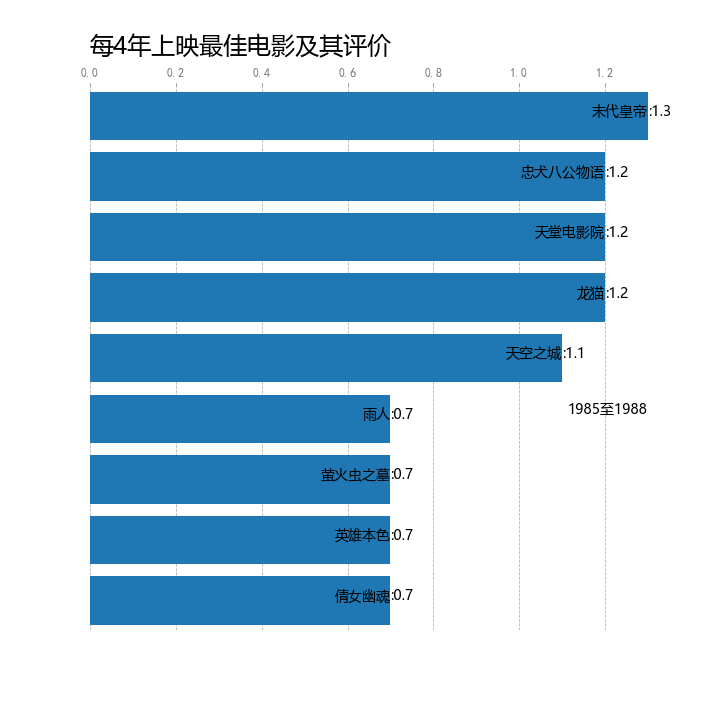 每4年上映最佳电影及其评价
0.0 0.2 0.4 0.6 0.8 1.0 1.2
末代皇帝:1.3
忠犬八公物语:1.2
天堂电影院:1.2
龙猫:1.2
天空之城:1.1
雨人:0.7
1985至1988
萤火虫之墓:0.7
英雄本色:0.7
倩女幽魂:0.7